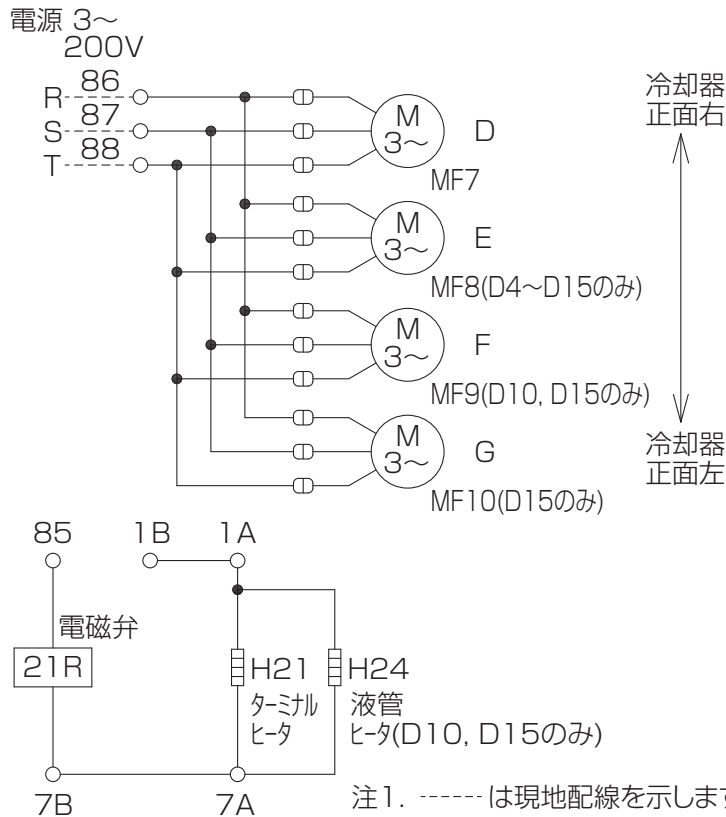 電源 3～
200V
R 86
S 87
T 88
M
3～
D
MF7
M
3～
E
MF8(D4～D15のみ)
M
3～
F
MF9(D10, D15のみ)
M
3～
G
MF10(D15のみ)
冷却器
正面右
冷却器
正面左
85 1B 1A
電磁弁
21R
H21
ターミナル
ヒータ
H24
液管
ヒータ(D10, D15のみ)
7B 7A
注1. ------ は現地配線を示します